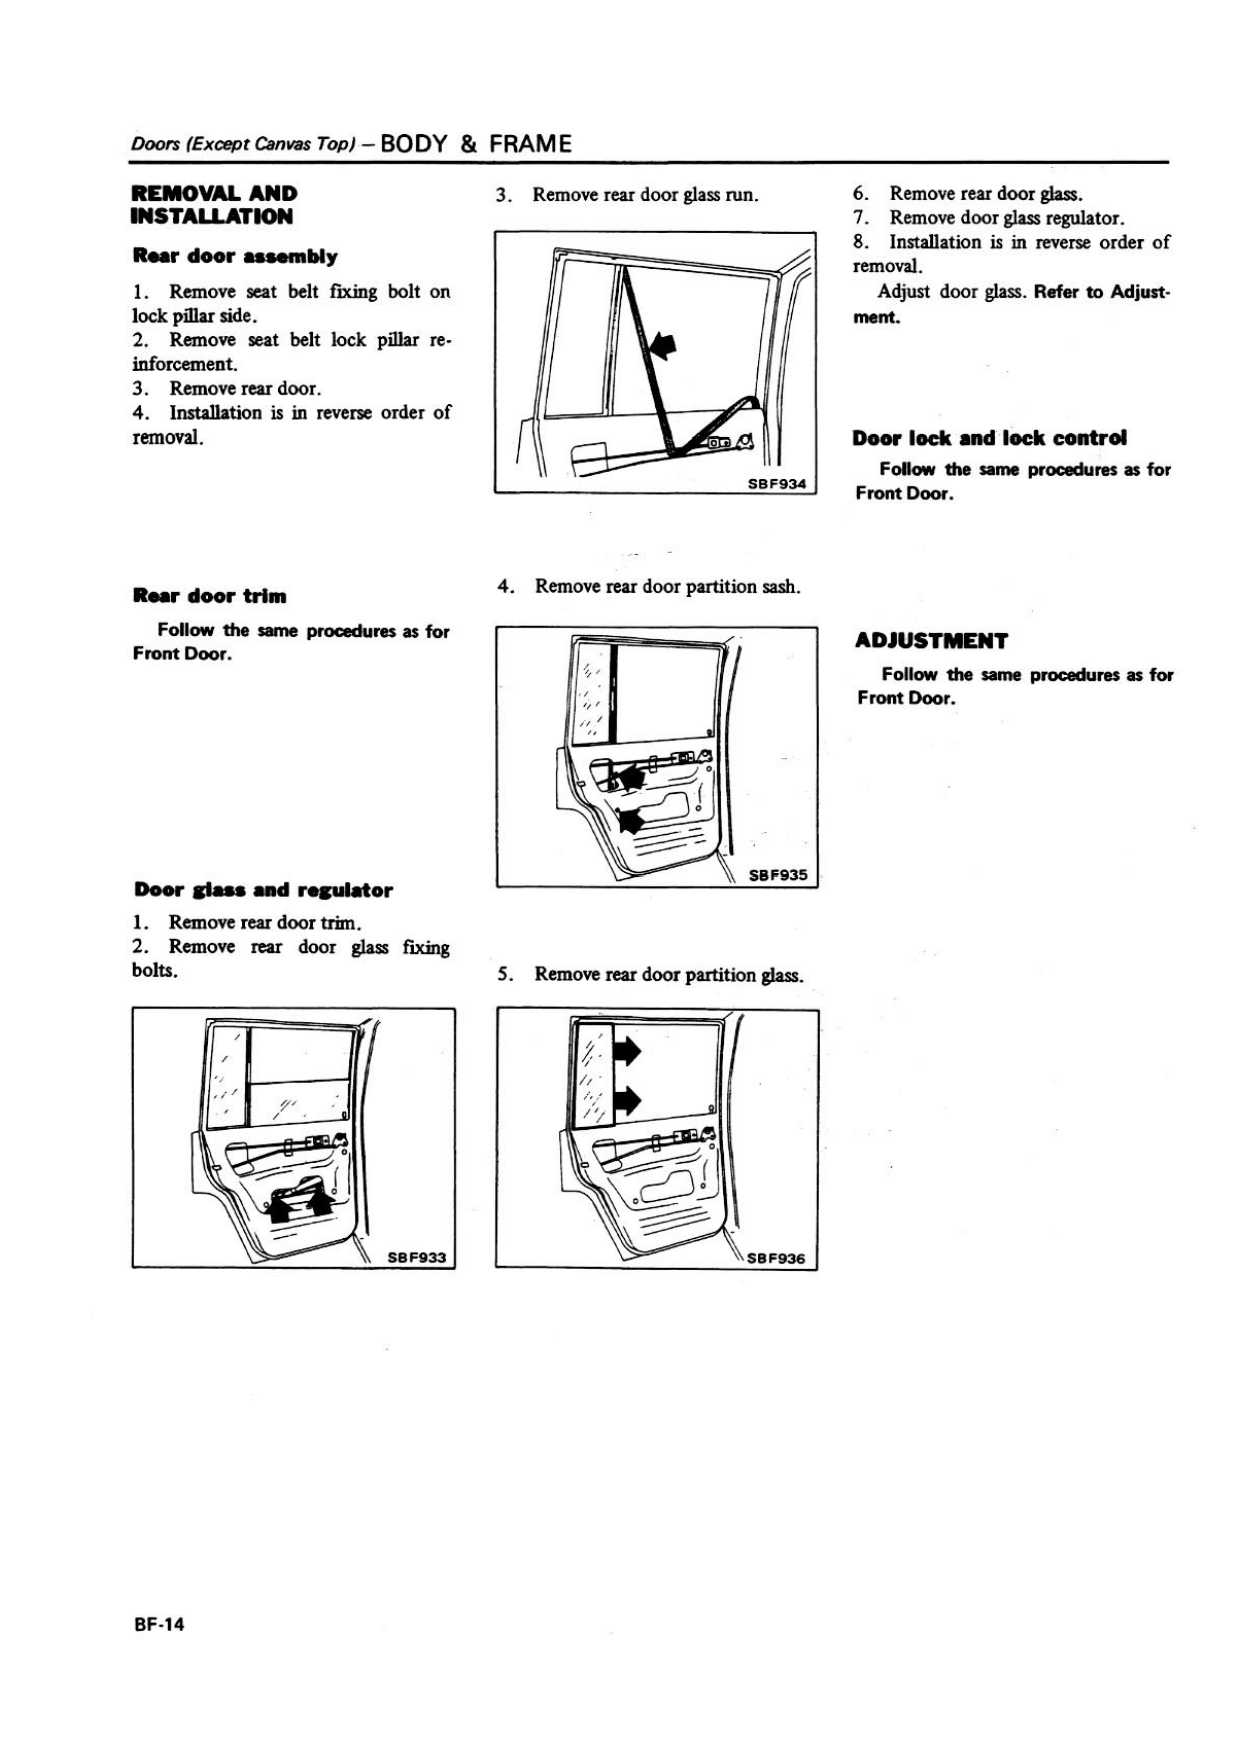 Doors (Except Canvas Top) – BODY & FRAME
REMOVAL AND
INSTALLATION
Rear door assembly
1. Remove seat belt fixing bolt on
lock pillar side.
2. Remove seat belt lock pillar re-
inforcement.
3. Remove rear door.
4. Installation is in reverse order of
removal.
Rear door trim
Follow the same procedures as for
Front Door.
Door glass and regulator
1. Remove rear door trim.
2. Remove rear door glass fixing
bolts.
SBF933
3. Remove rear door glass run.
SBF934
4. Remove rear door partition sash.
SBF935
5. Remove rear door partition glass.
SBF936
6. Remove rear door glass.
7. Remove door glass regulator.
8. Installation is in reverse order of
removal.
Adjust door glass. Refer to Adjust-
ment.
Door lock and lock control
Follow the same procedures as for
Front Door.
ADJUSTMENT
Follow the same procedures as for
Front Door.
BF-14